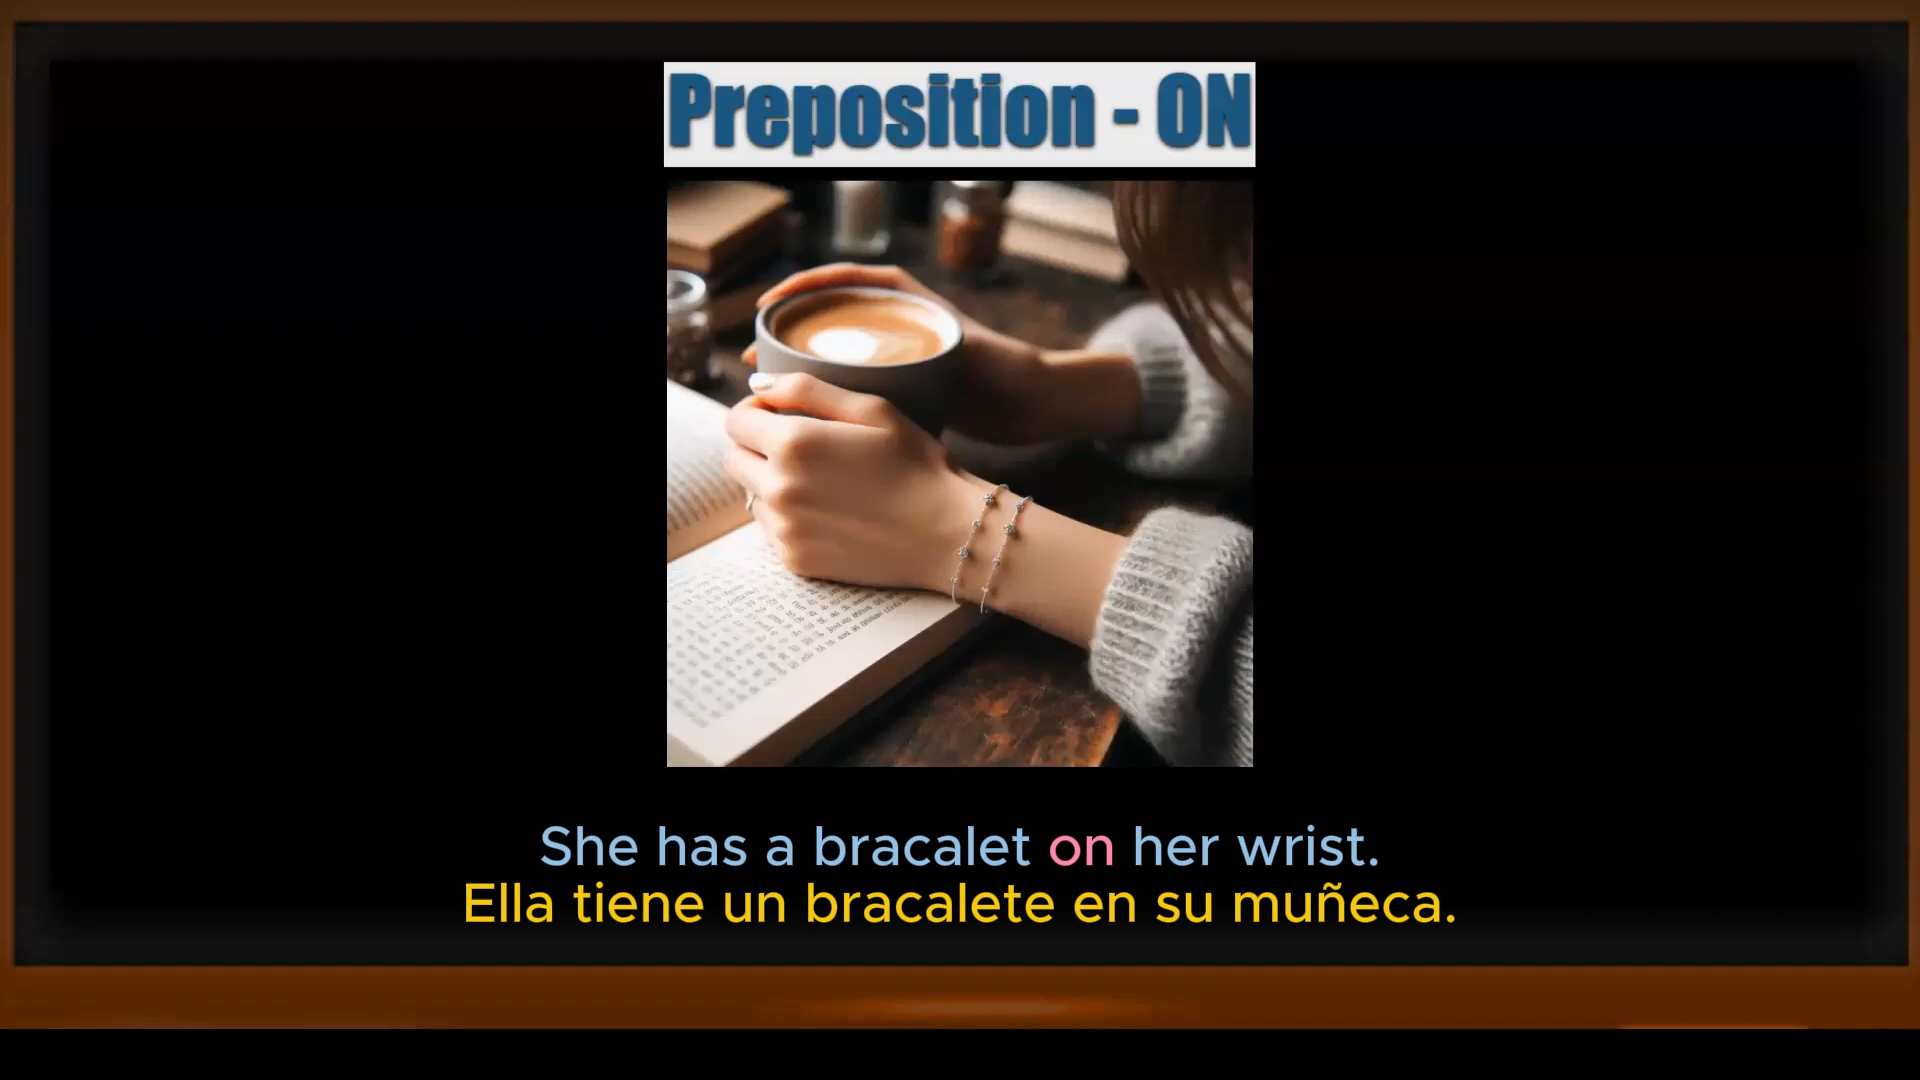 Preposition - ON
She has a bracalet on her wrist.
Ella tiene un bracalete en su muñeca.